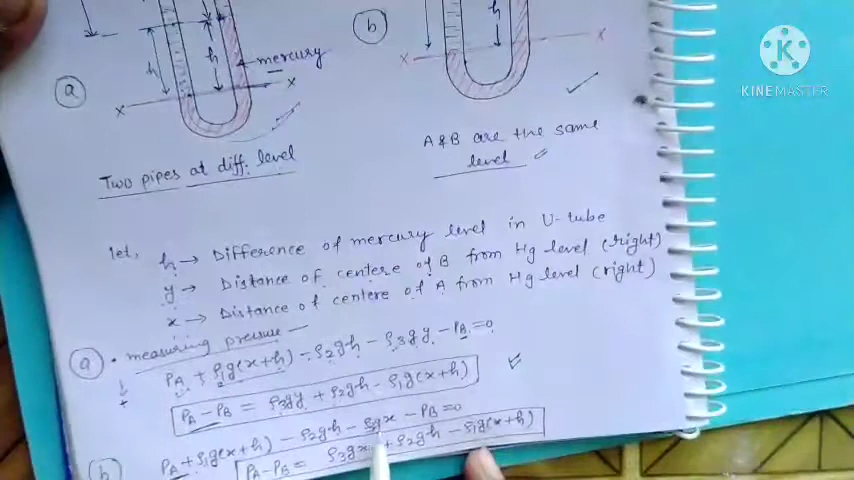 h
h
h
mercury
KINEMASTER
a
b
x
x
x
x
Two pipes at diff. level
A & B are the same
level
let,
h → Difference of mercury level in U-tube
y → Distance of centere of B from Hg level (right)
x → Distance of centere of A from Hg level (right)
a • measuring pressure —
+
PA + ρ1g(x+h) - ρ2gh - ρ3gy - PB = 0
PA - PB = ρ3gy + ρ2gh - ρ1g(x+h)
b
PA + ρ1g(x+h) - ρ2gh - ρ3gx - PB = 0
PA - PB = ρ3gx + ρ2gh - ρ1g(x+h)